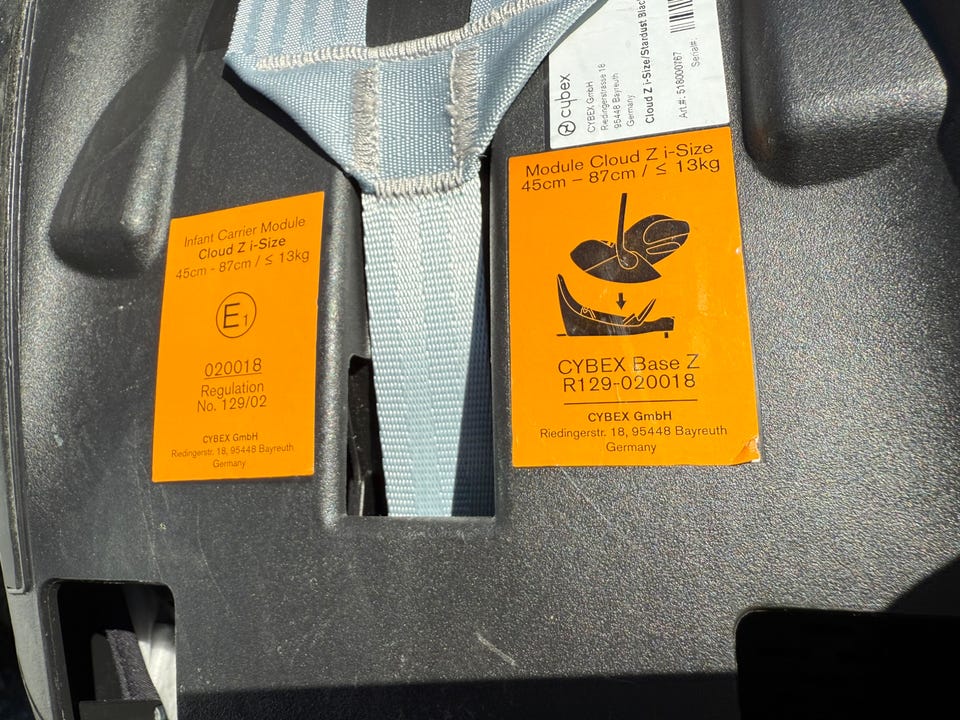 Infant Carrier Module
Cloud Z i-Size
45cm - 87cm / ≤ 13kg
E1
020018
Regulation
No. 129/02
CYBEX GmbH
Riedingerstr. 18, 95448 Bayreuth
Germany
cybex
CYBEX GmbH
Riedingerstrasse 18
95448 Bayreuth
Germany
Cloud Z i-Size/Stardust
Art.#: 518000767
Serial#:
Module Cloud Z i-Size
45cm – 87cm / ≤ 13kg
CYBEX Base Z
R129-020018
CYBEX GmbH
Riedingerstr. 18, 95448 Bayreuth
Germany